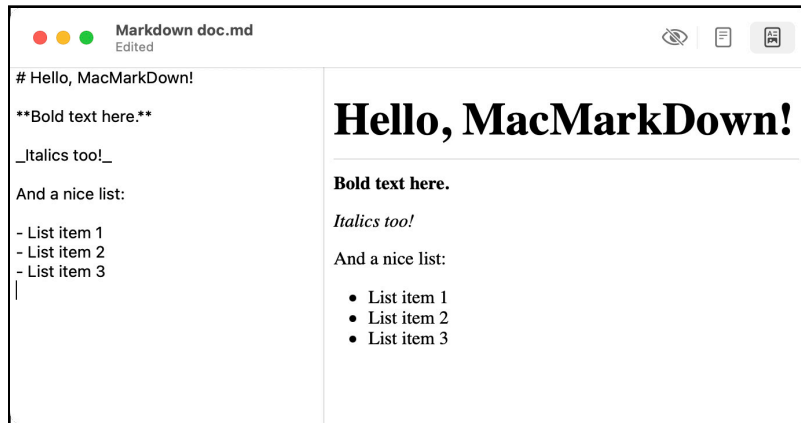 Markdown doc.md
Edited
# Hello, MacMarkDown!
**Bold text here.**
_Italics too!_
And a nice list:
- List item 1
- List item 2
- List item 3
Hello, MacMarkDown!
Bold text here.
Italics too!
And a nice list:
• List item 1
• List item 2
• List item 3